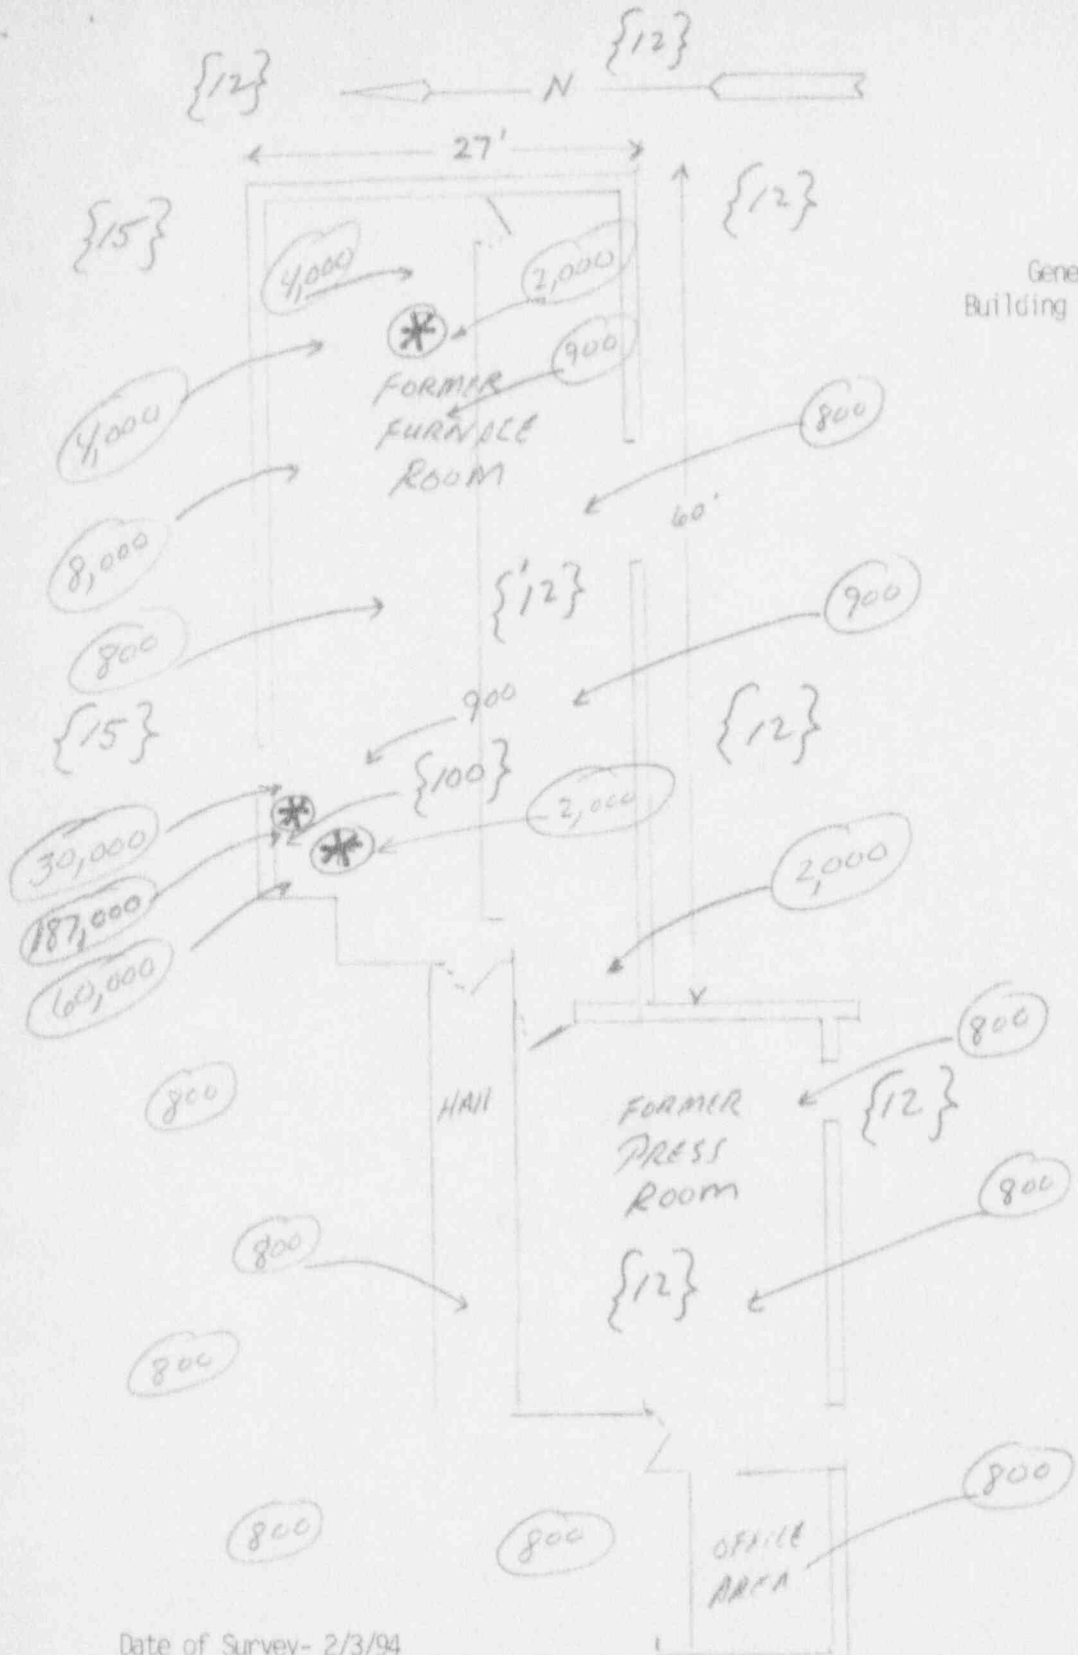 {12}
{12}
N
27'
{15}
{12}
4,000
2,000
Gene
Building
900
FORMER
FURNACE
ROOM
4,000
800
60'
8,000
{12}
900
800
900
{15}
{12}
{100}
2,000
30,000
187,000
60,000
2,000
800
800
HAll
FORMER
PRESS
ROOM
{12}
800
800
{12}
800
800
800
800
OFFICE
AREA
Date of Survey- 2/3/94